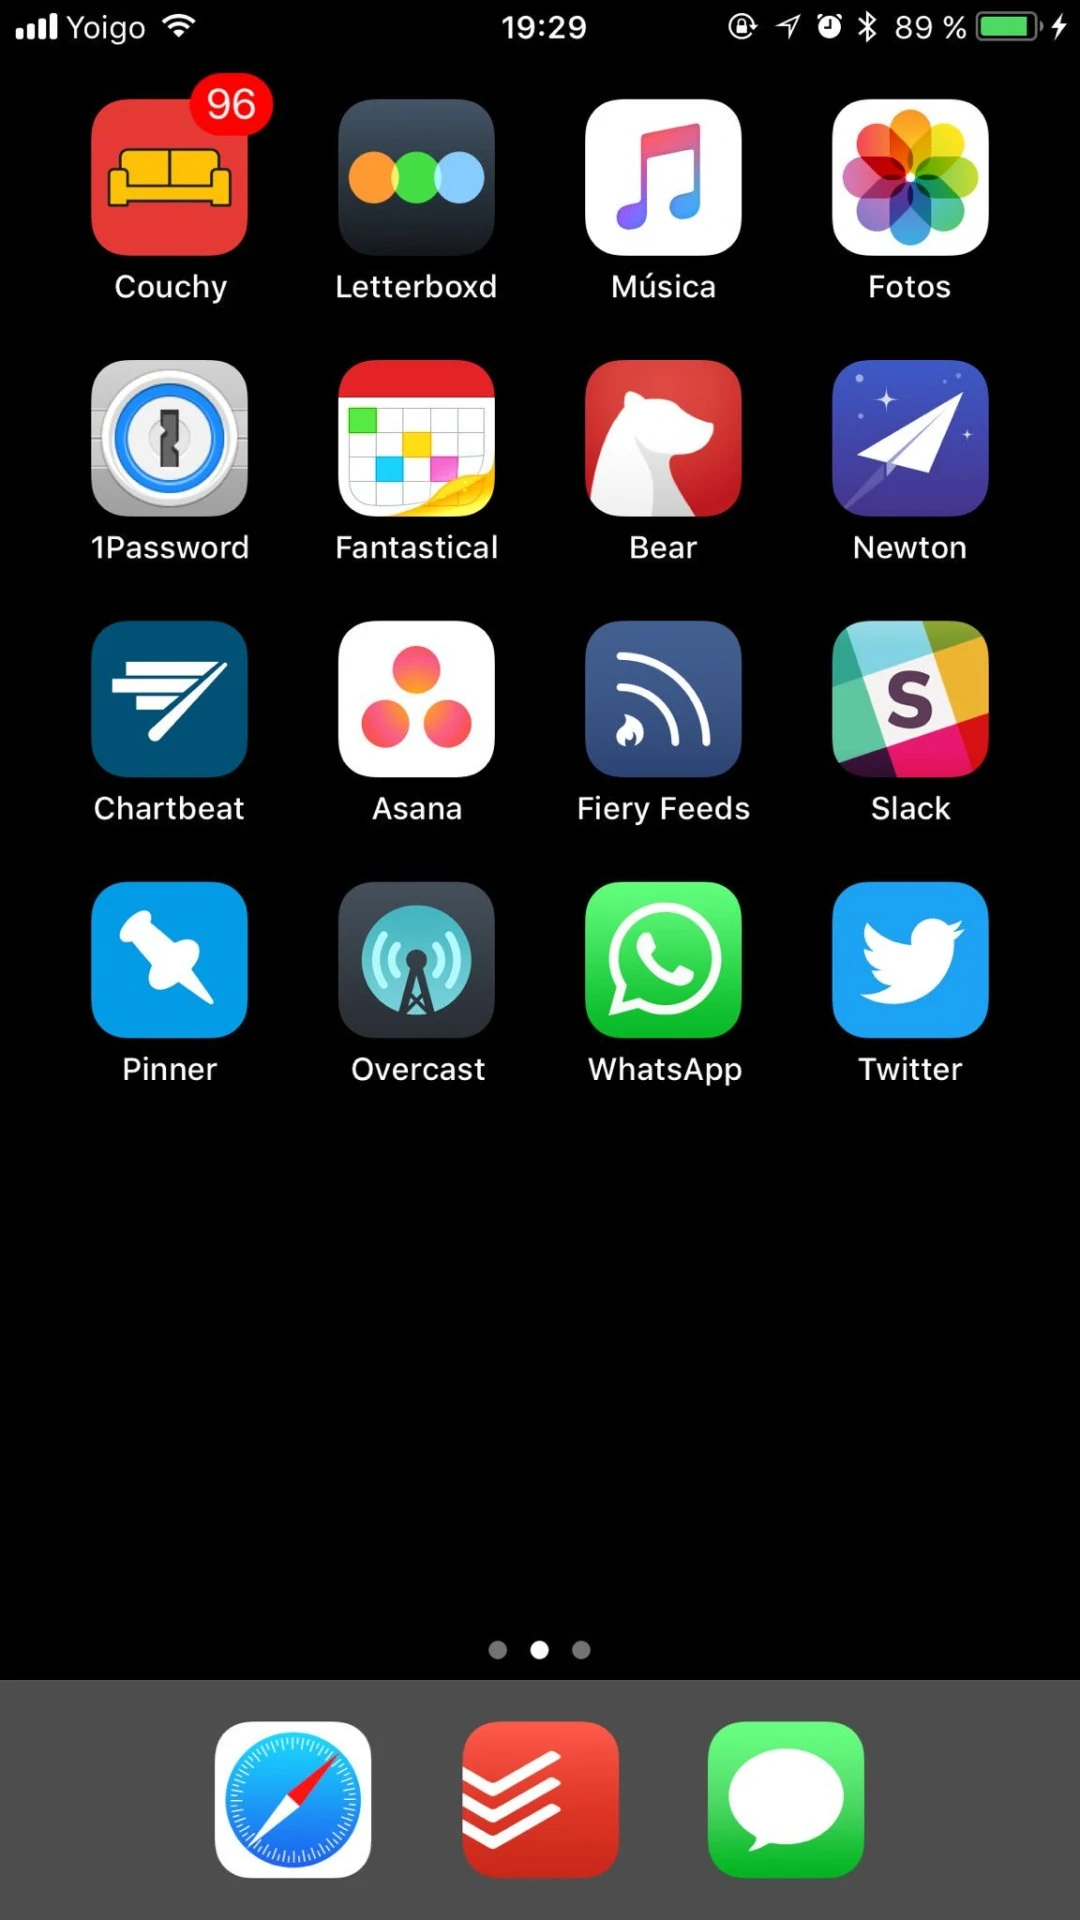 Yoigo 19:29 89 %
96
Couchy Letterboxd Música Fotos
1Password Fantastical Bear Newton
S
Chartbeat Asana Fiery Feeds Slack
Pinner Overcast WhatsApp Twitter